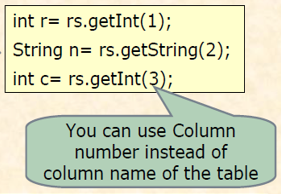 int r= rs.getInt(1);
String n= rs.getString(2);
int c= rs.getInt(3);
You can use Column
number instead of
column name of the table